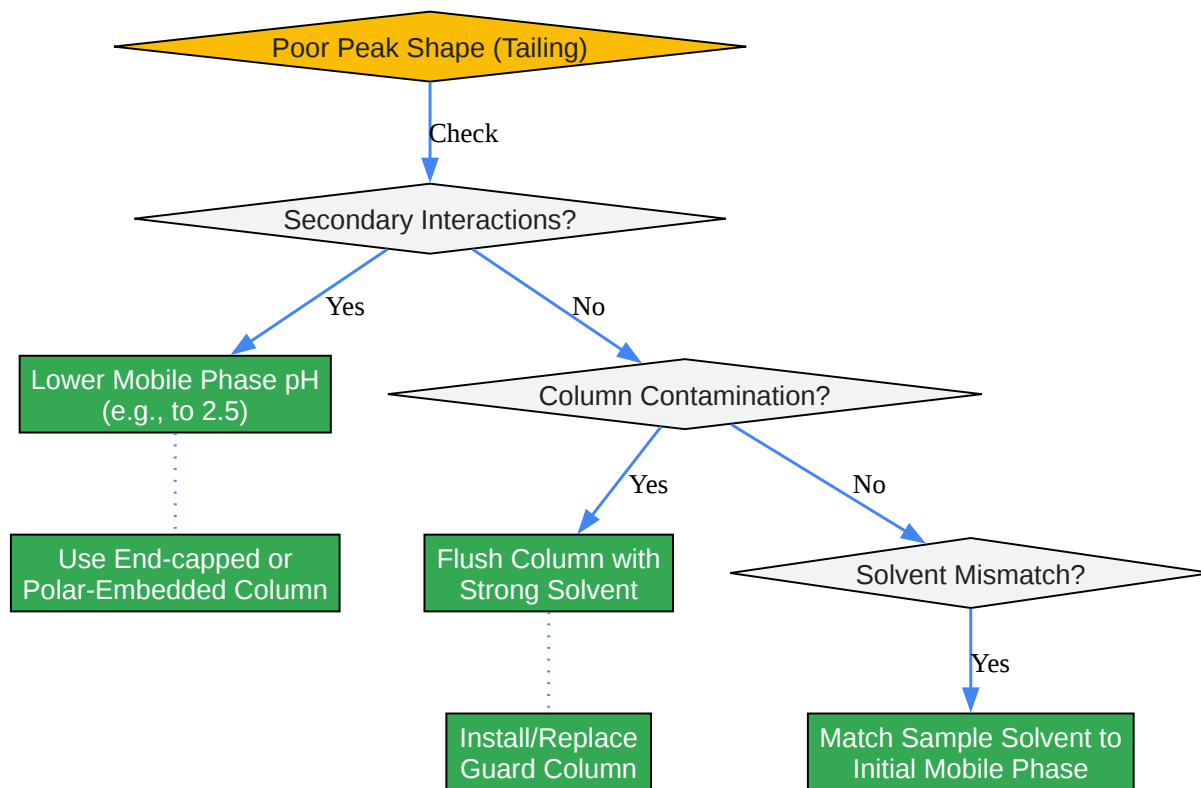 Poor Peak Shape (Tailing)
Check
Secondary Interactions?
Yes
No
Lower Mobile Phase pH
(e.g., to 2.5)
Column Contamination?
Yes
No
Use End-capped or
Polar-Embedded Column
Flush Column with
Strong Solvent
Solvent Mismatch?
Yes
Install/Replace
Guard Column
Match Sample Solvent to
Initial Mobile Phase